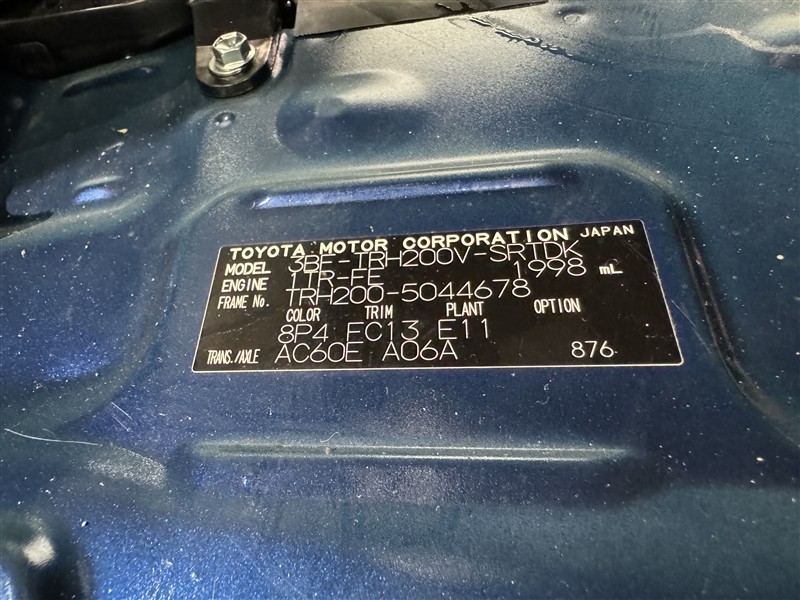 TOYOTA MOTOR CORPORATION JAPAN
MODEL 3BF-TRH200V-SRTDK
ENGINE 1TR-FE 1998 mL
FRAME No. TRH200-5044678
COLOR TRIM PLANT OPTION
8P4 FC13 E11
TRANS./AXLE AC60E A06A 876